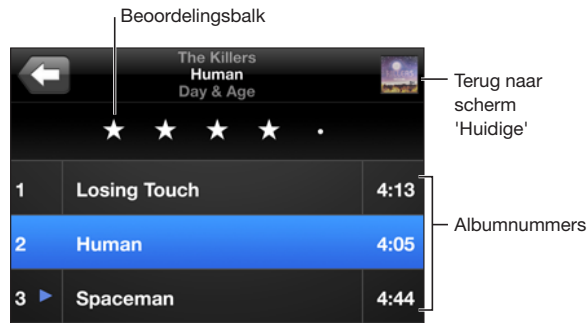 Beoordelingsbalk
The Killers
Human
Day & Age
Terug naar
scherm
'Huidige'
1 Losing Touch 4:13
2 Human 4:05
3 Spaceman 4:44
Albumnummers